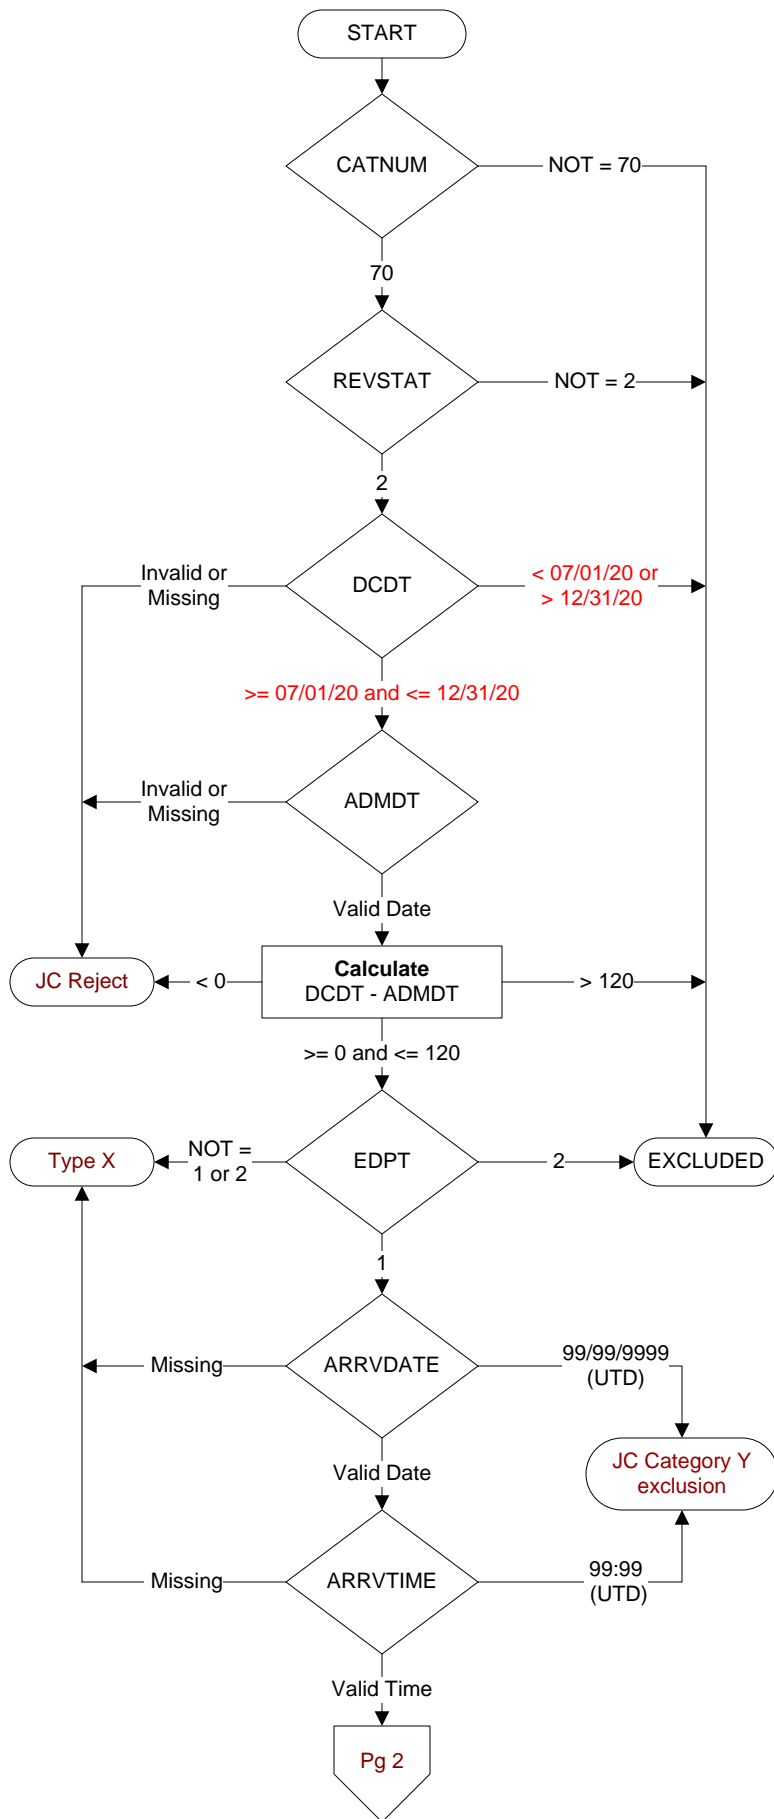 START
CATNUM
NOT = 70
70
REVSTAT
NOT = 2
2
Invalid or
Missing
DCDT
< 07/01/20 or
> 12/31/20
>= 07/01/20 and <= 12/31/20
Invalid or
Missing
ADMDT
Valid Date
JC Reject
< 0
Calculate
DCDT - ADMDT
> 120
>= 0 and <= 120
Type X
NOT =
1 or 2
EDPT
2
EXCLUDED
1
Missing
ARRVDATE
99/99/9999
(UTD)
Valid Date
JC Category Y
exclusion
Missing
ARRVTIME
99:99
(UTD)
Valid Time
Pg 2